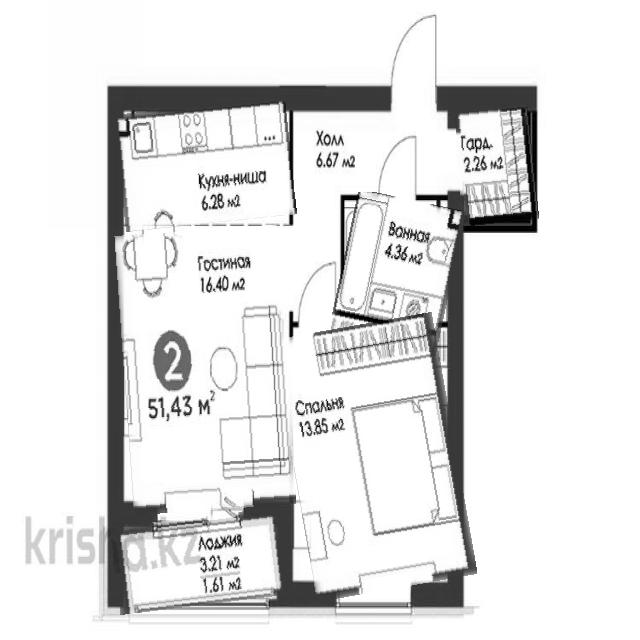 Холл
6.67 м2
Гард.
2.26 м2
Кухня-ниша
6.28 м2
Ванная
4.36 м2
Гостиная
16.40 м2
2
51,43 м2
Спальня
13.85 м2
krisha.kz
Лоджия
3.21 м2
1.61 м2